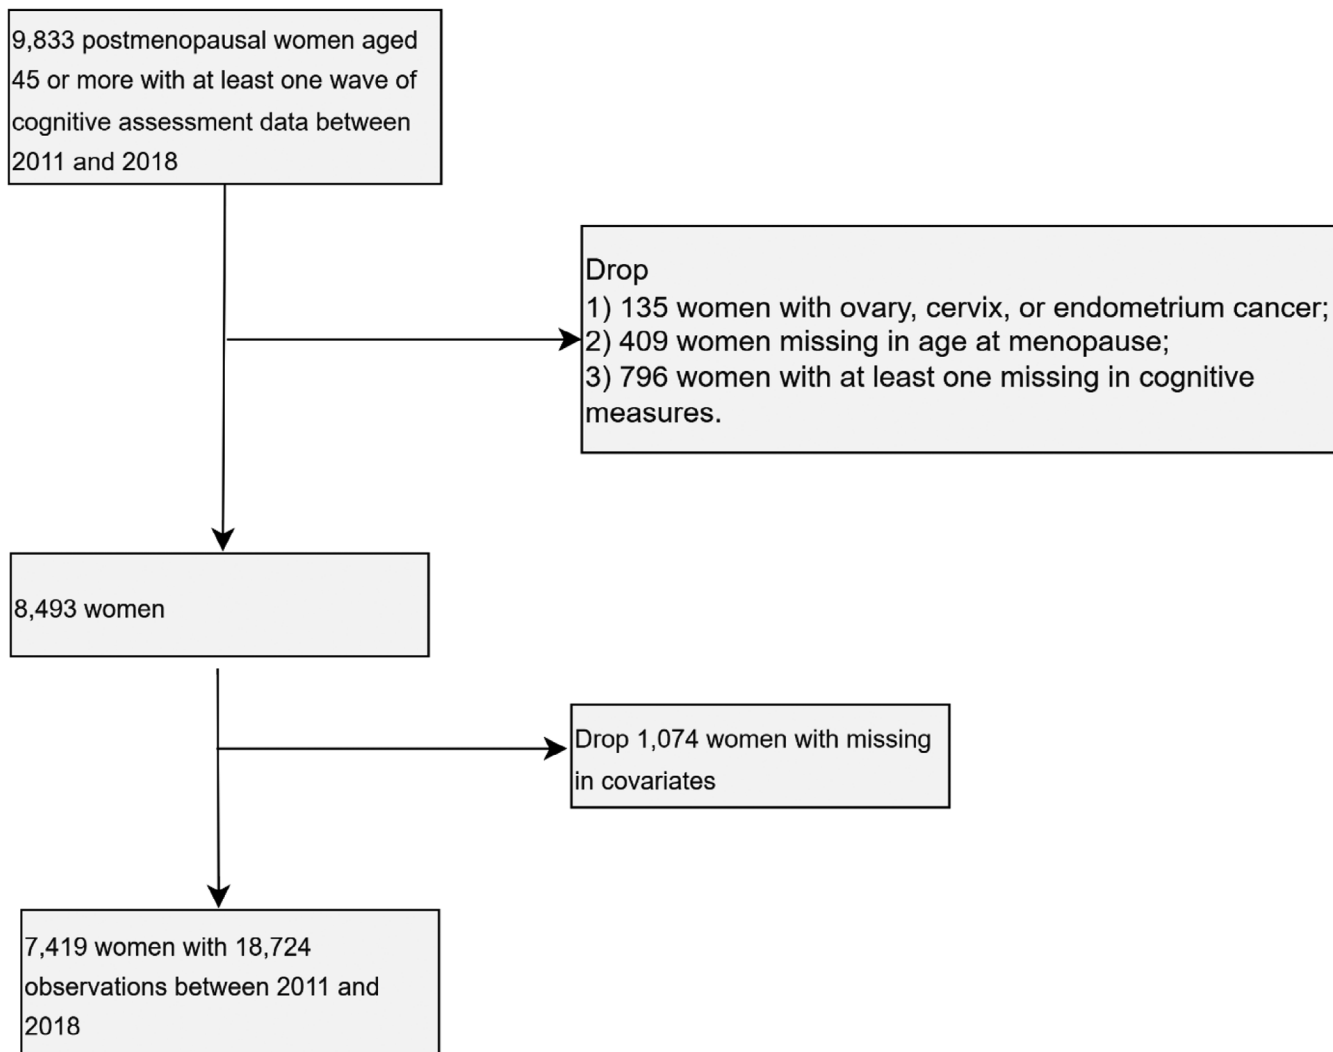 9,833 postmenopausal women aged
45 or more with at least one wave of
cognitive assessment data between
2011 and 2018
Drop
1) 135 women with ovary, cervix, or endometrium cancer;
2) 409 women missing in age at menopause;
3) 796 women with at least one missing in cognitive
measures.
8,493 women
Drop 1,074 women with missing
in covariates
7,419 women with 18,724
observations between 2011 and
2018